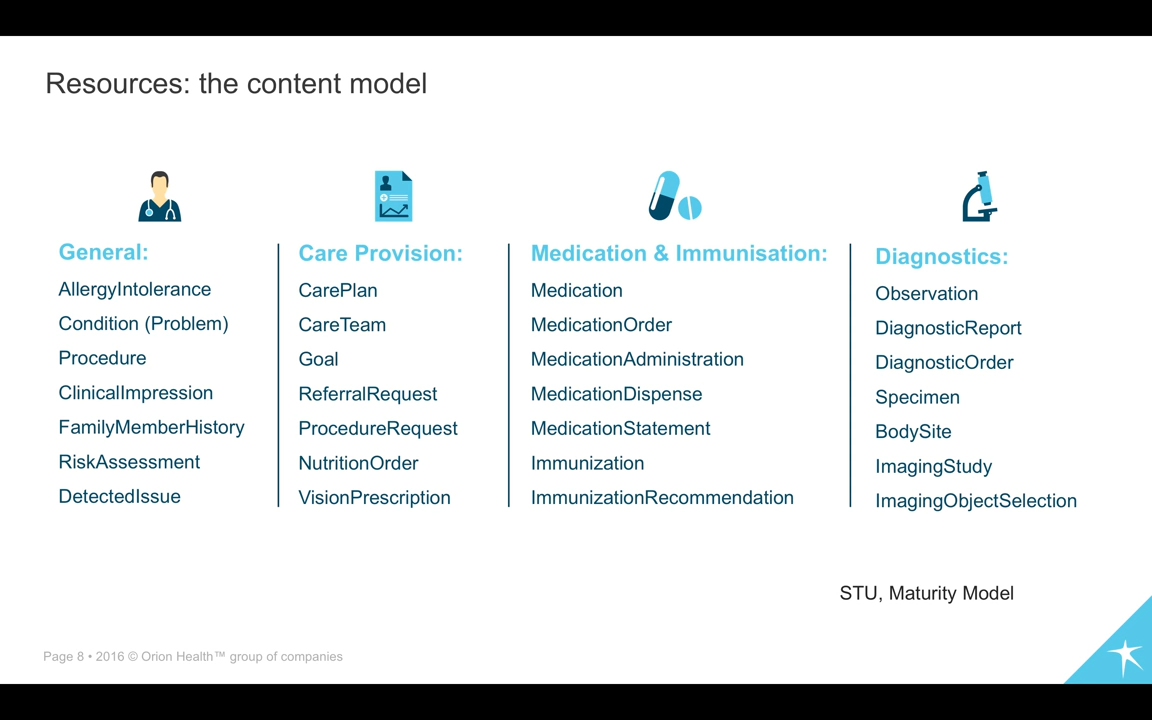 Resources: the content model
General:
AllergyIntolerance
Condition (Problem)
Procedure
ClinicalImpression
FamilyMemberHistory
RiskAssessment
DetectedIssue
Care Provision:
CarePlan
CareTeam
Goal
ReferralRequest
ProcedureRequest
NutritionOrder
VisionPrescription
Medication & Immunisation:
Medication
MedicationOrder
MedicationAdministration
MedicationDispense
MedicationStatement
Immunization
ImmunizationRecommendation
Diagnostics:
Observation
DiagnosticReport
DiagnosticOrder
Specimen
BodySite
ImagingStudy
ImagingObjectSelection
STU, Maturity Model
Page 8 • 2016 © Orion Health™ group of companies